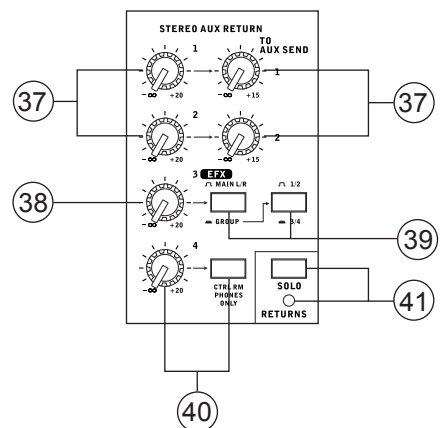 STEREO AUX RETURN
TO
AUX SEND
1
1
-∞ +20
-∞ +15
37
37
2
2
-∞ +20
-∞ +15
3 EFX
MAIN L/R
1/2
38
-∞ +20
GROUP
3/4
39
4
-∞ +20
CTRL RM
PHONES
ONLY
SOLO
RETURNS
41
40